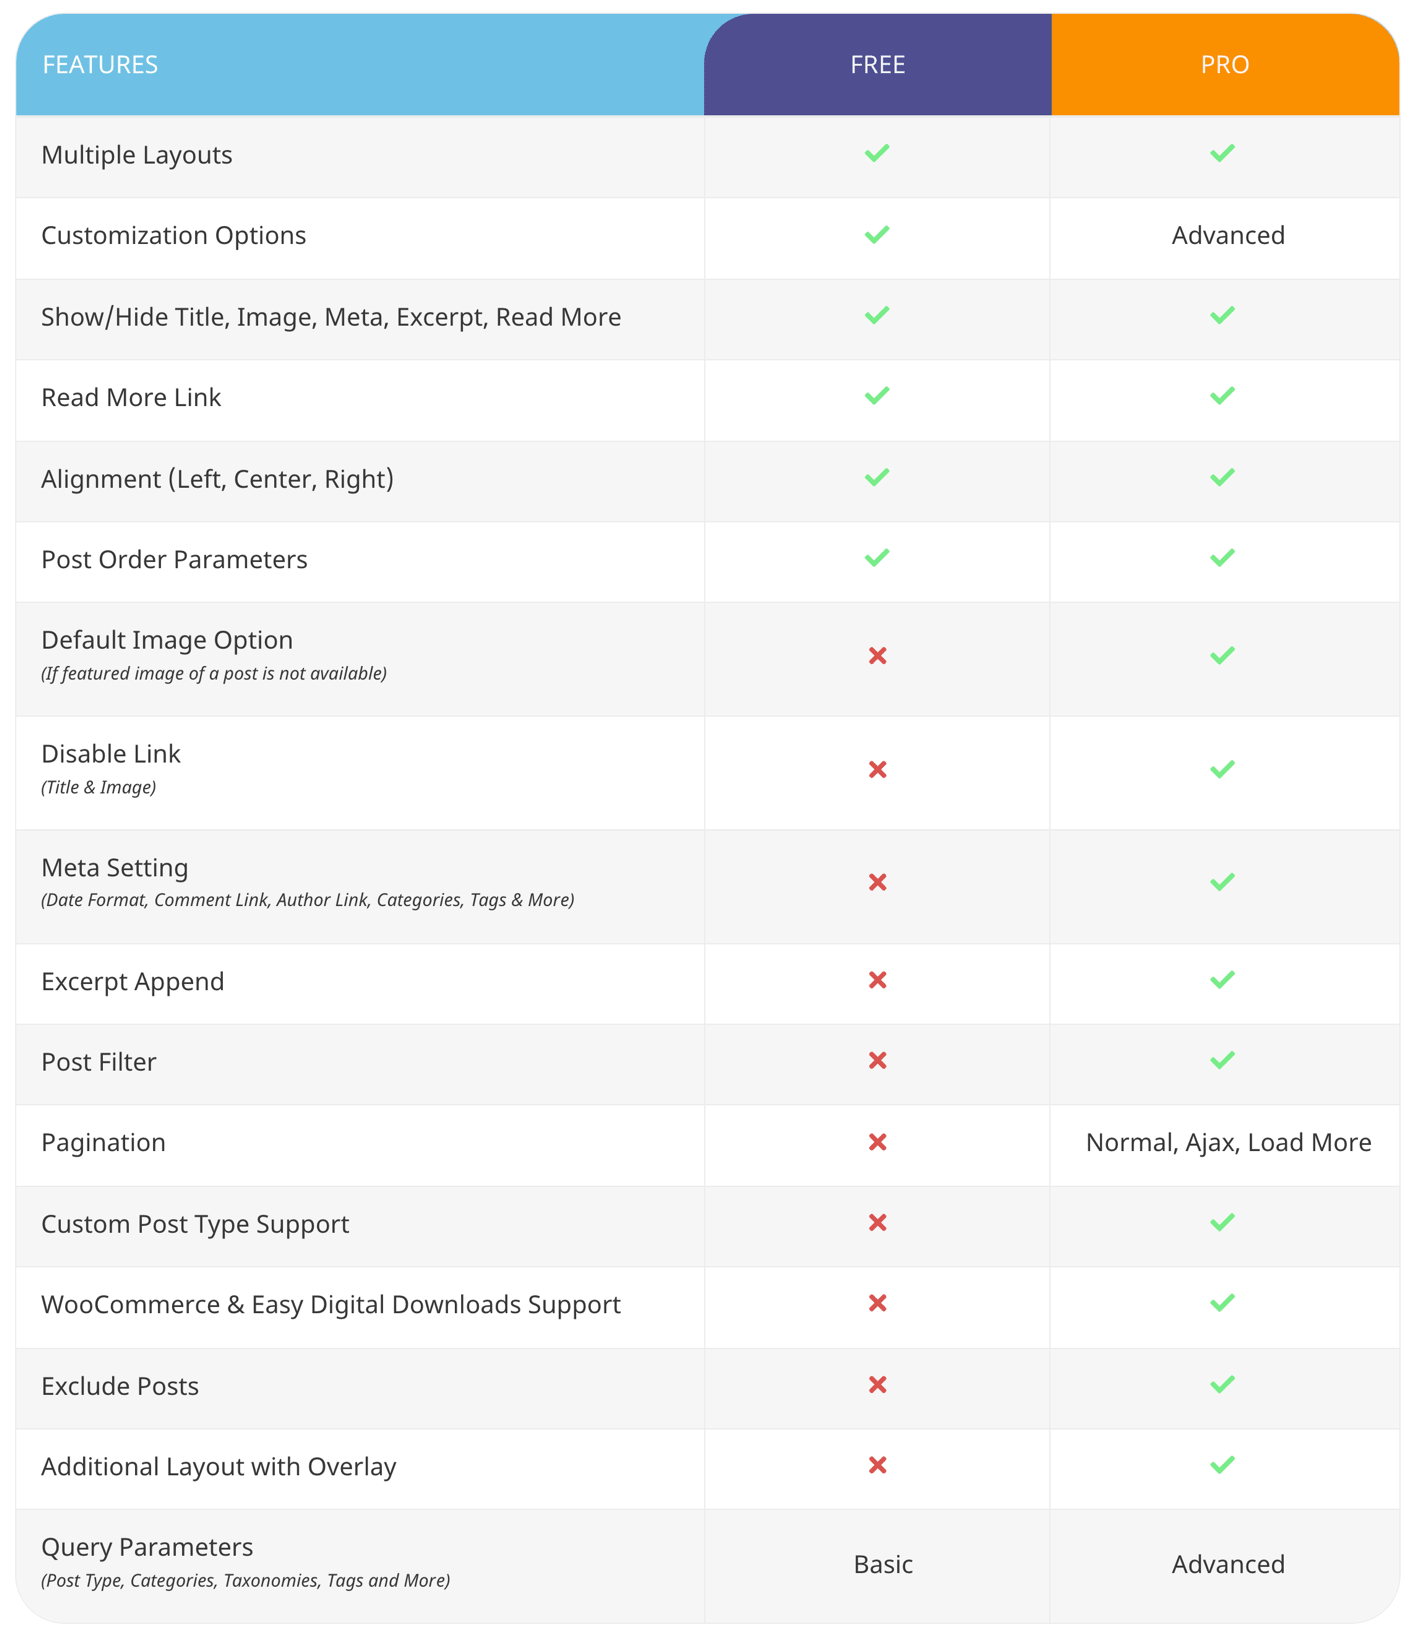 FEATURES FREE PRO
Multiple Layouts
Customization Options Advanced
Show/Hide Title, Image, Meta, Excerpt, Read More
Read More Link
Alignment (Left, Center, Right)
Post Order Parameters
Default Image Option
(If featured image of a post is not available)
Disable Link
(Title & Image)
Meta Setting
(Date Format, Comment Link, Author Link, Categories, Tags & More)
Excerpt Append
Post Filter
Pagination Normal, Ajax, Load More
Custom Post Type Support
WooCommerce & Easy Digital Downloads Support
Exclude Posts
Additional Layout with Overlay
Query Parameters
(Post Type, Categories, Taxonomies, Tags and More)
Basic Advanced